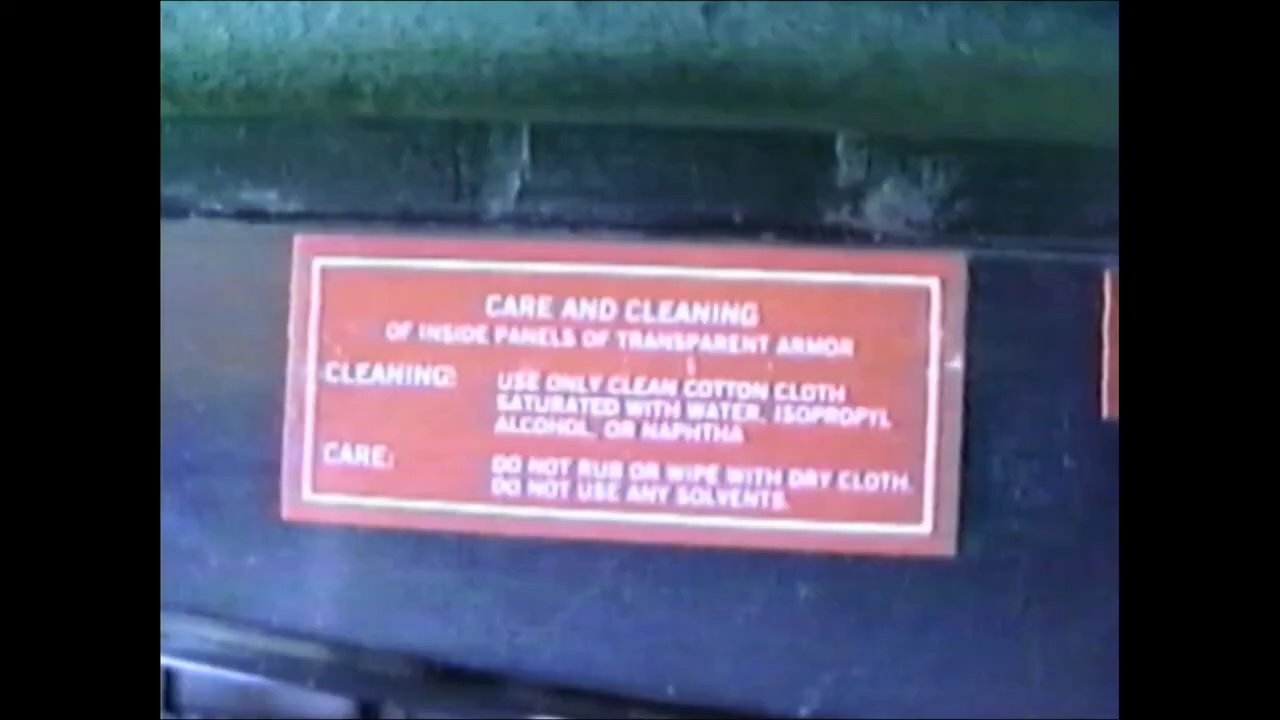 CARE AND CLEANING
OF INSIDE PANELS OF TRANSPARENT ARMOR
CLEANING: USE ONLY CLEAN COTTON CLOTH
SATURATED WITH WATER, ISOPROPYL
ALCOHOL, OR NAPHTHA
CARE: DO NOT RUB OR WIPE WITH DRY CLOTH.
DO NOT USE ANY SOLVENTS.